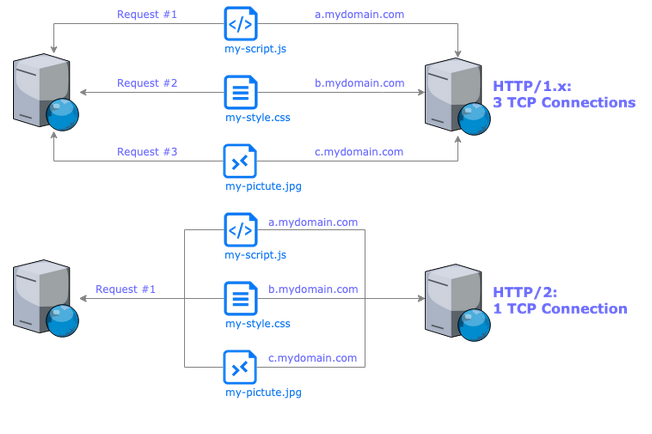 Request #1
a.mydomain.com
my-script.js
Request #2
b.mydomain.com
my-style.css
Request #3
c.mydomain.com
my-pictute.jpg
HTTP/1.x:
3 TCP Connections
a.mydomain.com
my-script.js
Request #1
b.mydomain.com
my-style.css
c.mydomain.com
my-pictute.jpg
HTTP/2:
1 TCP Connection